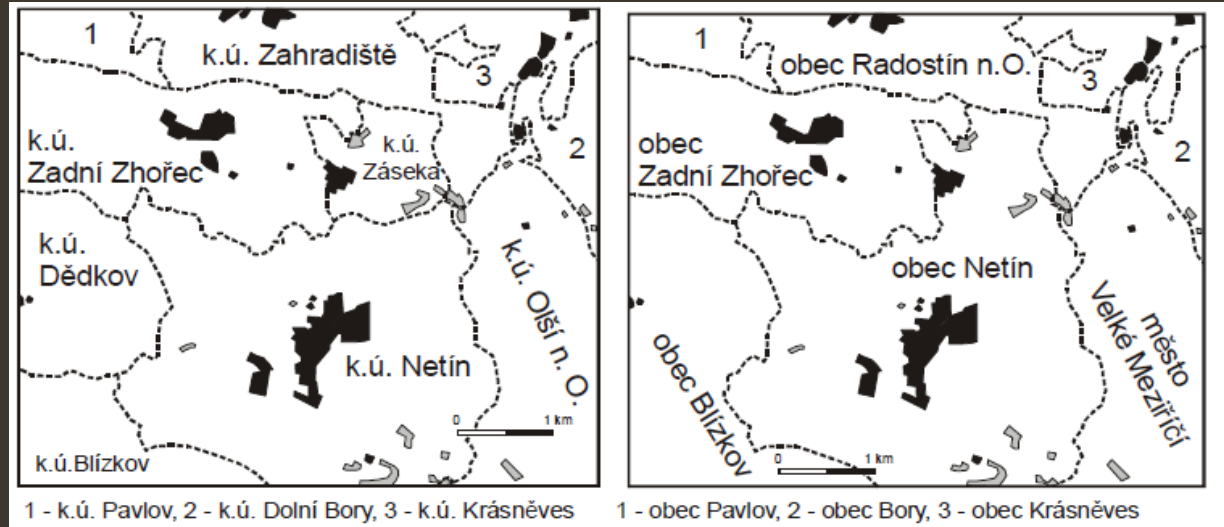 1
k.ú. Zahradiště
3
k.ú.
Zadní Zhořec
k.ú.
Záseka
2
k.ú.
Dědkov
k.ú. Olší n. O.
k.ú. Netín
0 1 km
k.ú.Blízkov
1 - k.ú. Pavlov, 2 - k.ú. Dolní Bory, 3 - k.ú. Krásněves
1
obec Radostín n.O.
3
obec
Zadní Zhořec
2
obec Netín
město
Velké Meziříčí
obec Blízkov
0 1 km
1 - obec Pavlov, 2 - obec Bory, 3 - obec Krásněves